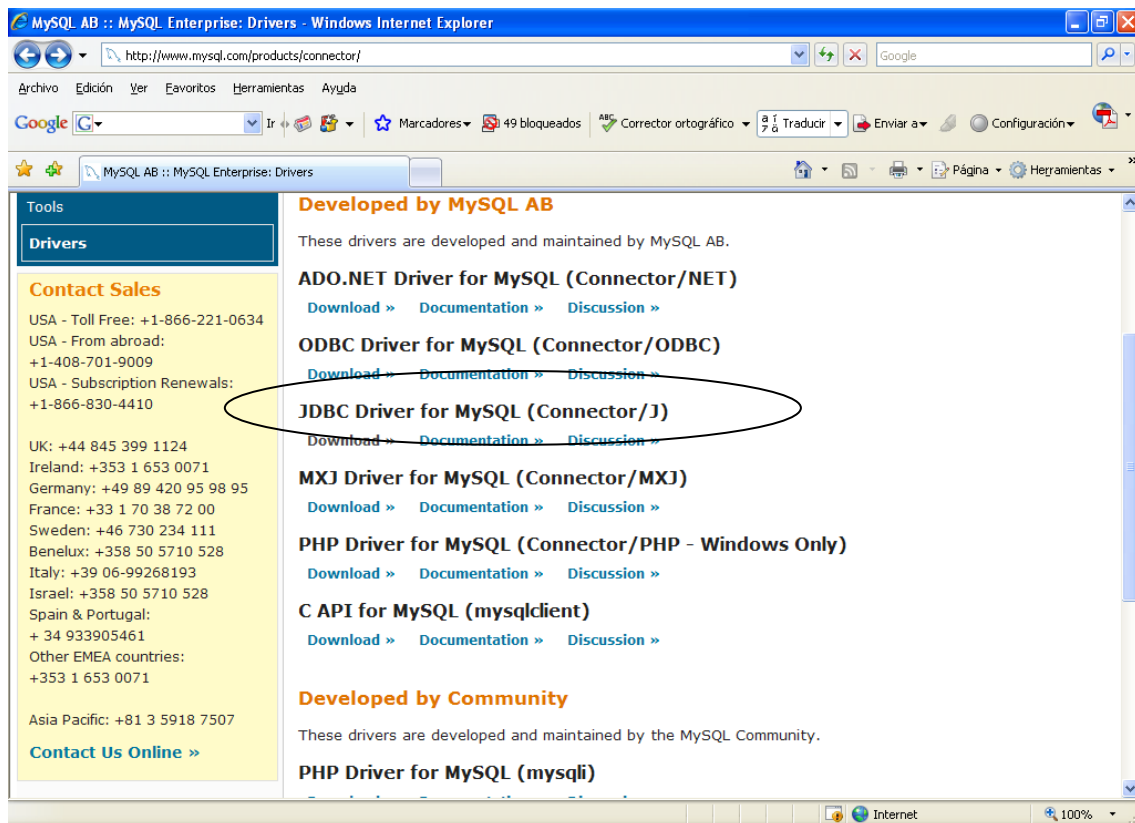 MySQL AB :: MySQL Enterprise: Drivers - Windows Internet Explorer
http://www.mysql.com/products/connector/
Google
Archivo Edición Ver Favoritos Herramientas Ayuda
Google G Ir Marcadores 49 bloqueados ABC Corrector ortográfico Traducir Enviar a Configuración
MySQL AB :: MySQL Enterprise: Drivers
Página Herramientas »
Tools
Drivers
Contact Sales
USA - Toll Free: +1-866-221-0634
USA - From abroad:
+1-408-701-9009
USA - Subscription Renewals:
+1-866-830-4410
UK: +44 845 399 1124
Ireland: +353 1 653 0071
Germany: +49 89 420 95 98 95
France: +33 1 70 38 72 00
Sweden: +46 730 234 111
Benelux: +358 50 5710 528
Italy: +39 06-99268193
Israel: +358 50 5710 528
Spain & Portugal:
+ 34 933905461
Other EMEA countries:
+353 1 653 0071
Asia Pacific: +81 3 5918 7507
Contact Us Online »
Developed by MySQL AB
These drivers are developed and maintained by MySQL AB.
ADO.NET Driver for MySQL (Connector/NET)
Download » Documentation » Discussion »
ODBC Driver for MySQL (Connector/ODBC)
Download » Documentation » Discussion »
JDBC Driver for MySQL (Connector/J)
Download » Documentation » Discussion »
MXJ Driver for MySQL (Connector/MXJ)
Download » Documentation » Discussion »
PHP Driver for MySQL (Connector/PHP - Windows Only)
Download » Documentation » Discussion »
C API for MySQL (mysqlclient)
Download » Documentation » Discussion »
Developed by Community
These drivers are developed and maintained by the MySQL Community.
PHP Driver for MySQL (mysqli)
Internet 100%